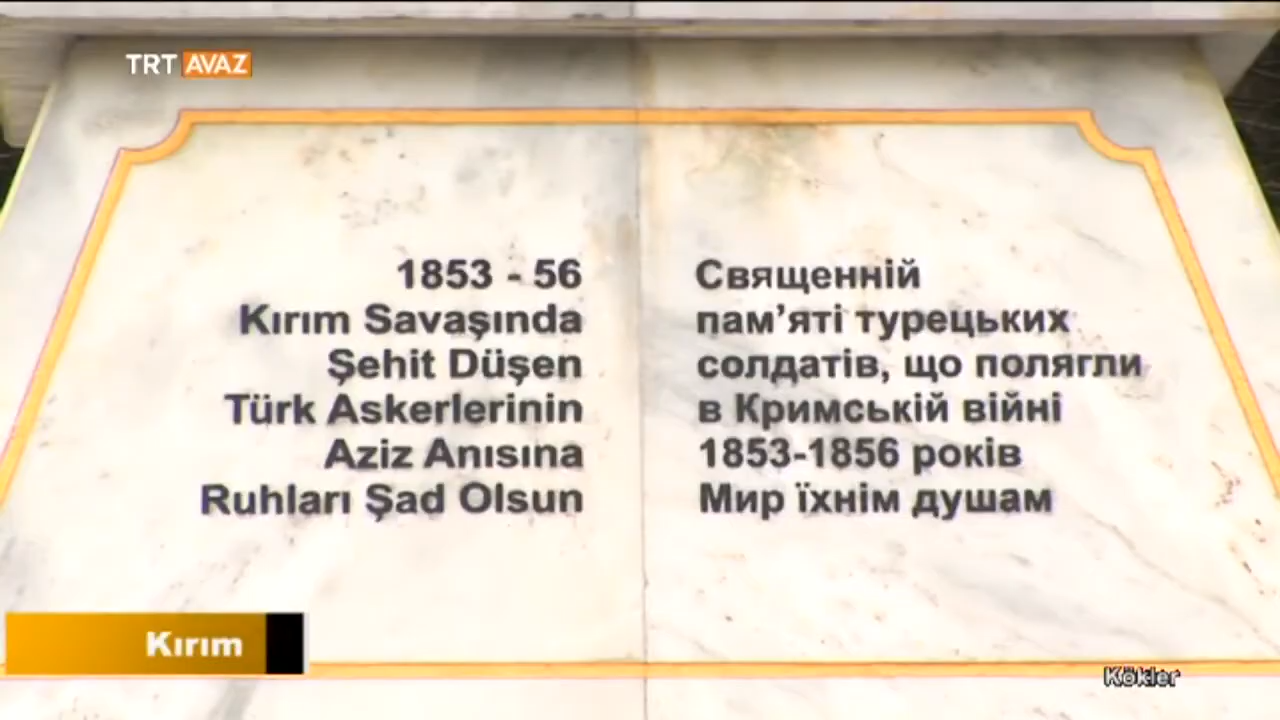 TRT AVAZ
1853 - 56
Kırım Savaşında
Şehit Düşen
Türk Askerlerinin
Aziz Anısına
Ruhları Şad Olsun
Священній
пам’яті турецьких
солдатів, що полягли
в Кримській війні
1853-1856 років
Мир їхнім душам
Kırım
Kökler